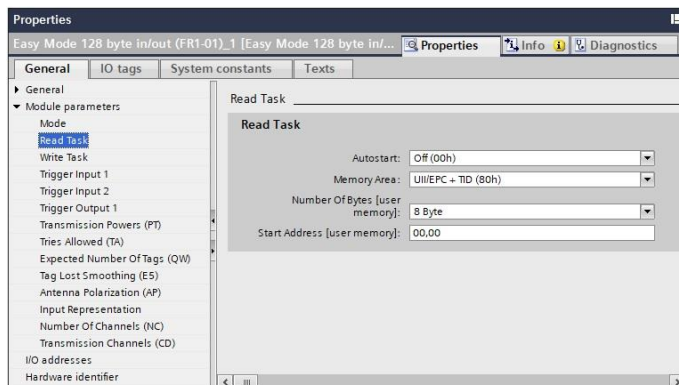 Properties
Easy Mode 128 byte in/out (FR1-01)_1 [Easy Mode 128 byte in/...
Properties
Info
Diagnostics
General
IO tags
System constants
Texts
General
Module parameters
Mode
Read Task
Write Task
Trigger Input 1
Trigger Input 2
Trigger Output 1
Transmission Powers (PT)
Tries Allowed (TA)
Expected Number Of Tags (QW)
Tag Lost Smoothing (E5)
Antenna Polarization (AP)
Input Representation
Number Of Channels (NC)
Transmission Channels (CD)
I/O addresses
Hardware identifier
Read Task
Read Task
Autostart: Off (00h)
Memory Area: UII/EPC + TID (80h)
Number Of Bytes [user
memory]: 8 Byte
Start Address [user memory]: 00,00